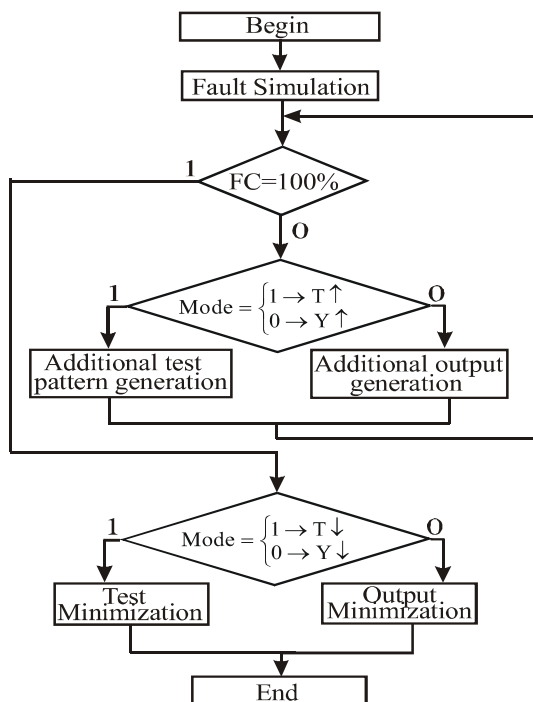 Begin
Fault Simulation
1
FC=100%
0
1
Mode = { 1 → T ↑
0 → Y ↑
0
Additional test
pattern generation
Additional output
generation
1
Mode = { 1 → T ↓
0 → Y ↓
0
Test
Minimization
Output
Minimization
End